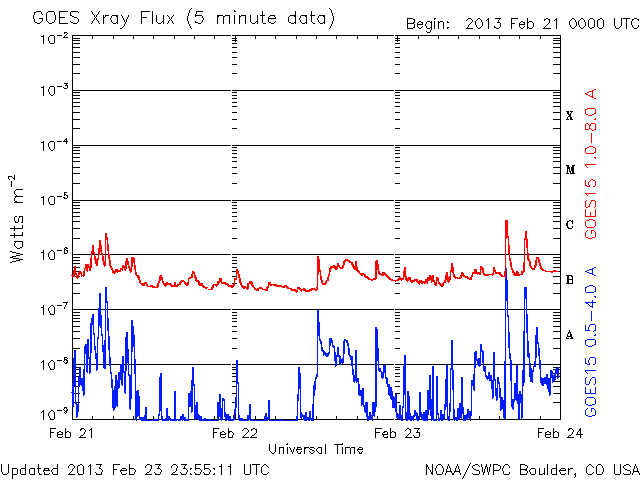 GOES Xray Flux (5 minute data)
Begin: 2013 Feb 21 0000 UTC
10⁻²
10⁻³
10⁻⁴
10⁻⁵
10⁻⁶
10⁻⁷
10⁻⁸
10⁻⁹
Watts m⁻²
X
M
C
B
A
GOES15 1.0–8.0 A
GOES15 0.5–4.0 A
Feb 21 Feb 22 Feb 23 Feb 24
Universal Time
Updated 2013 Feb 23 23:55:11 UTC
NOAA/SWPC Boulder, CO USA